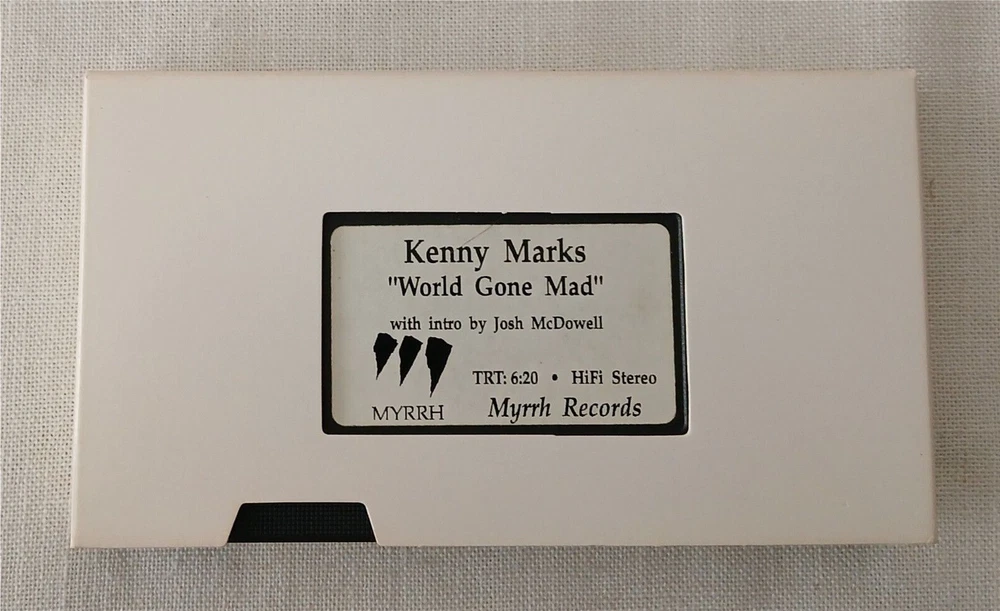 Kenny Marks
"World Gone Mad"
with intro by Josh McDowell
TRT: 6:20 • HiFi Stereo
MYRRH
Myrrh Records